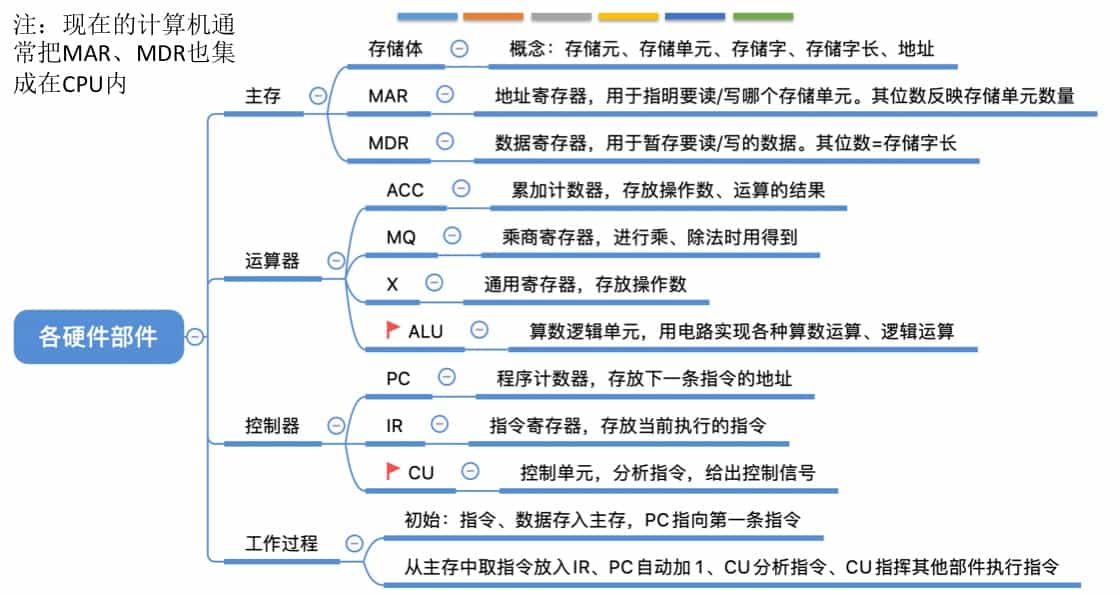 注：现在的计算机通
常把MAR、MDR也集
成在CPU内
各硬件部件
主存
存储体
概念：存储元、存储单元、存储字、存储字长、地址
MAR
地址寄存器，用于指明要读/写哪个存储单元。其位数反映存储单元数量
MDR
数据寄存器，用于暂存要读/写的数据。其位数=存储字长
运算器
ACC
累加计数器，存放操作数、运算的结果
MQ
乘商寄存器，进行乘、除法时用得到
X
通用寄存器，存放操作数
ALU
算数逻辑单元，用电路实现各种算数运算、逻辑运算
控制器
PC
程序计数器，存放下一条指令的地址
IR
指令寄存器，存放当前执行的指令
CU
控制单元，分析指令，给出控制信号
工作过程
初始：指令、数据存入主存，PC指向第一条指令
从主存中取指令放入IR、PC自动加1、CU分析指令、CU指挥其他部件执行指令